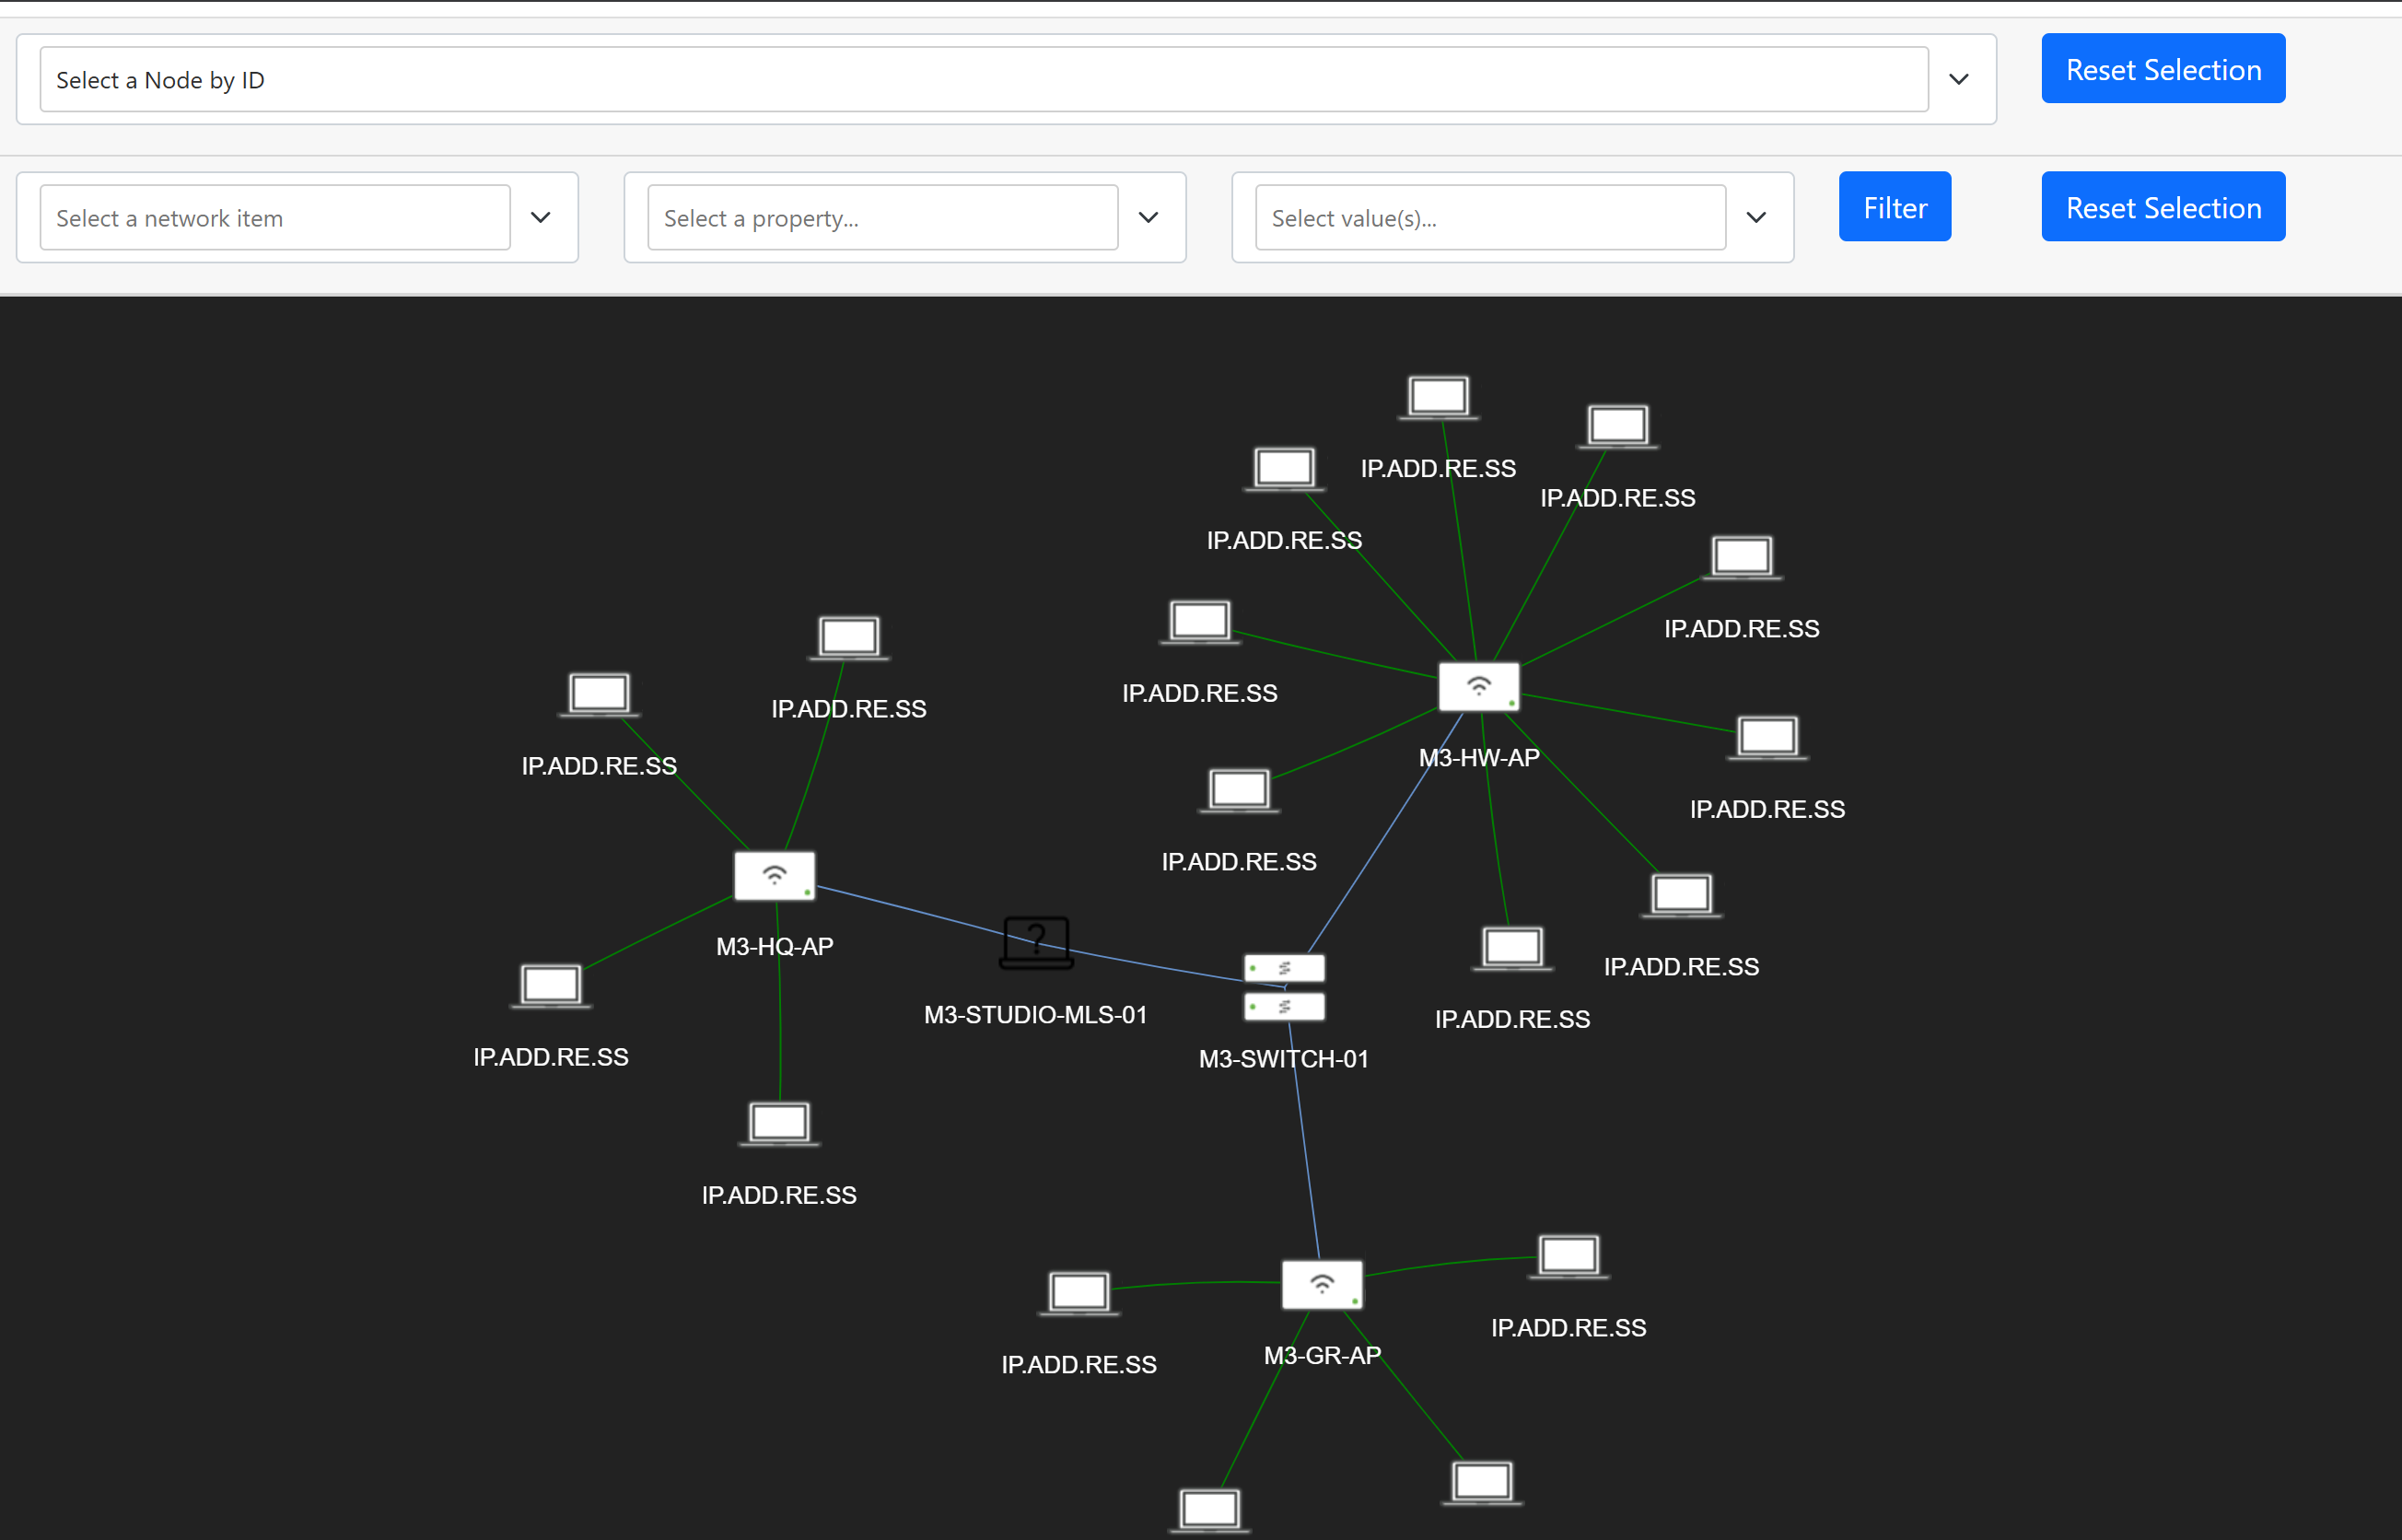 Select a Node by ID
Reset Selection
Select a network item
Select a property...
Select value(s)...
Filter
Reset Selection
IP.ADD.RE.SS
IP.ADD.RE.SS
IP.ADD.RE.SS
IP.ADD.RE.SS
IP.ADD.RE.SS
IP.ADD.RE.SS
M3-HW-AP
IP.ADD.RE.SS
IP.ADD.RE.SS
IP.ADD.RE.SS
M3-HQ-AP
IP.ADD.RE.SS
M3-STUDIO-MLS-01
IP.ADD.RE.SS
IP.ADD.RE.SS
M3-SWITCH-01
IP.ADD.RE.SS
IP.ADD.RE.SS
M3-GR-AP
IP.ADD.RE.SS